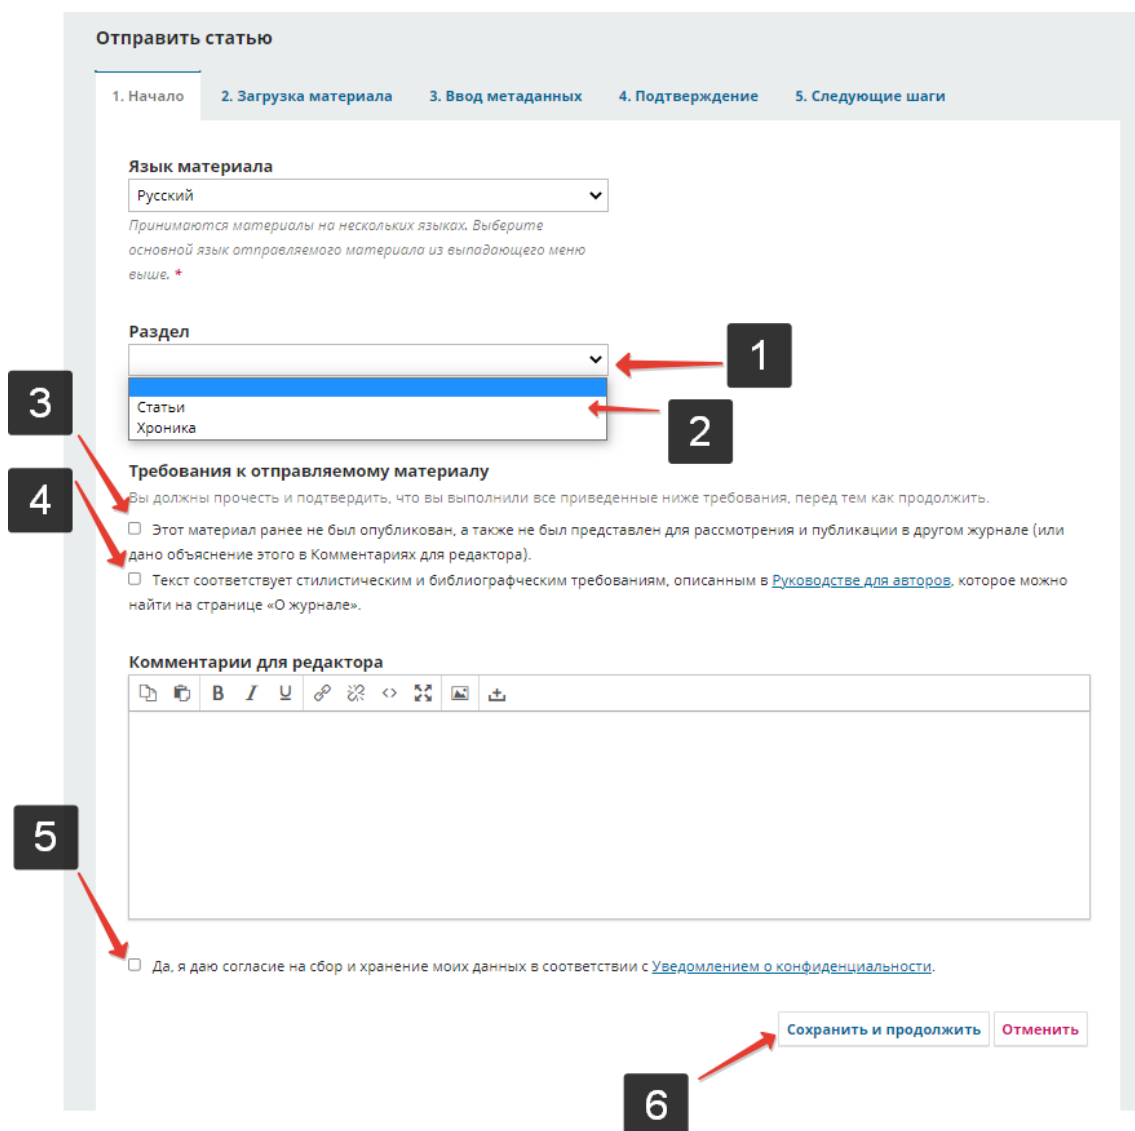 Отправить статью
1. Начало 2. Загрузка материала 3. Ввод метаданных 4. Подтверждение 5. Следующие шаги
Язык материала
Русский
Принимаются материалы на нескольких языках. Выберите
основной язык отправляемого материала из выпадающего меню
выше. *
Раздел
1
Статьи
Хроника
2
3
Требования к отправляемому материалу
4
Вы должны прочесть и подтвердить, что вы выполнили все приведенные ниже требования, перед тем как продолжить.
Этот материал ранее не был опубликован, а также не был представлен для рассмотрения и публикации в другом журнале (или
дано объяснение этого в Комментариях для редактора).
Текст соответствует стилистическим и библиографческим требованиям, описанным в Руководстве для авторов, которое можно
найти на странице «О журнале».
Комментарии для редактора
B I U
5
Да, я даю согласие на сбор и хранение моих данных в соответствии с Уведомлением о конфиденциальности.
Сохранить и продолжить Отменить
6